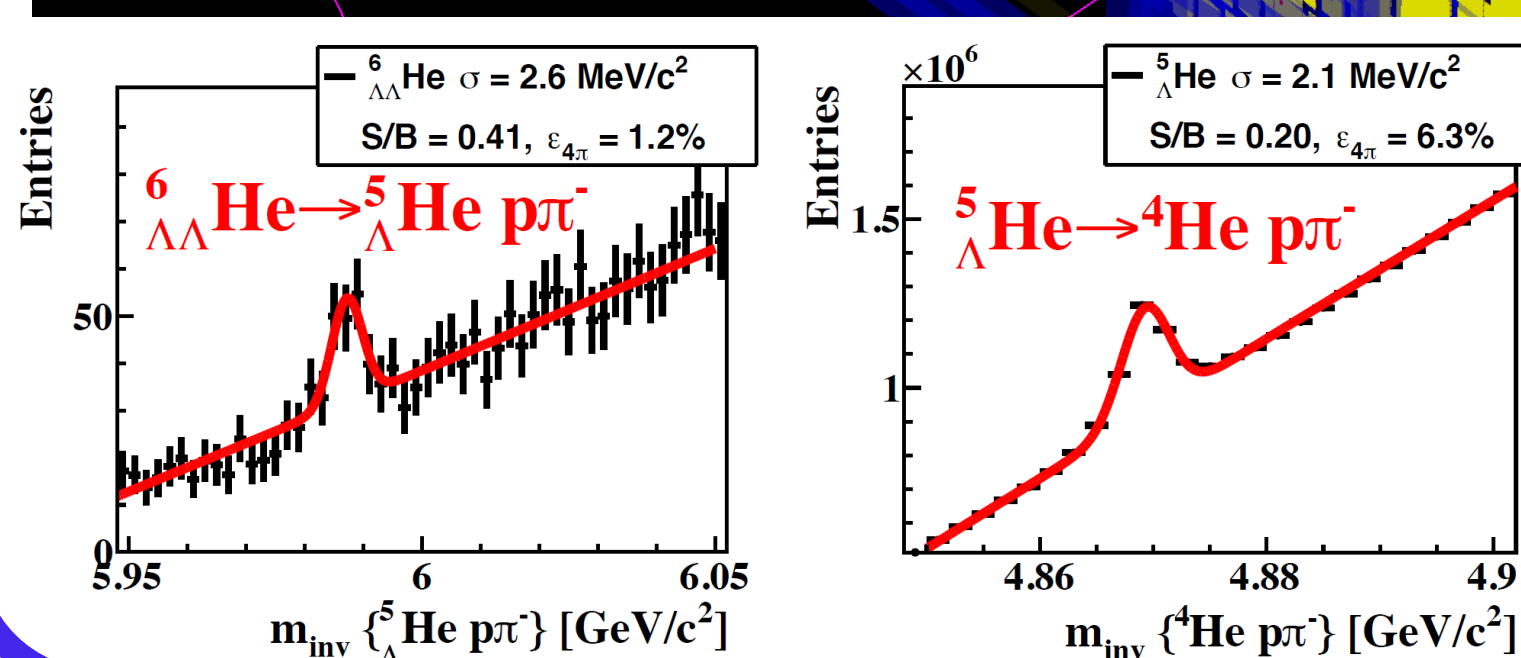 ⁶ΛΛHe σ = 2.6 MeV/c²
S/B = 0.41, ε4π = 1.2%
Entries
⁶ΛΛHe→⁵ΛHe pπ⁻
50
0
5.95 6 6.05
m_inv {⁵ΛHe pπ⁻} [GeV/c²]
×10⁶
⁵ΛHe σ = 2.1 MeV/c²
S/B = 0.20, ε4π = 6.3%
Entries
⁵ΛHe→⁴He pπ⁻
1.5
1
4.86 4.88 4.9
m_inv {⁴He pπ⁻} [GeV/c²]